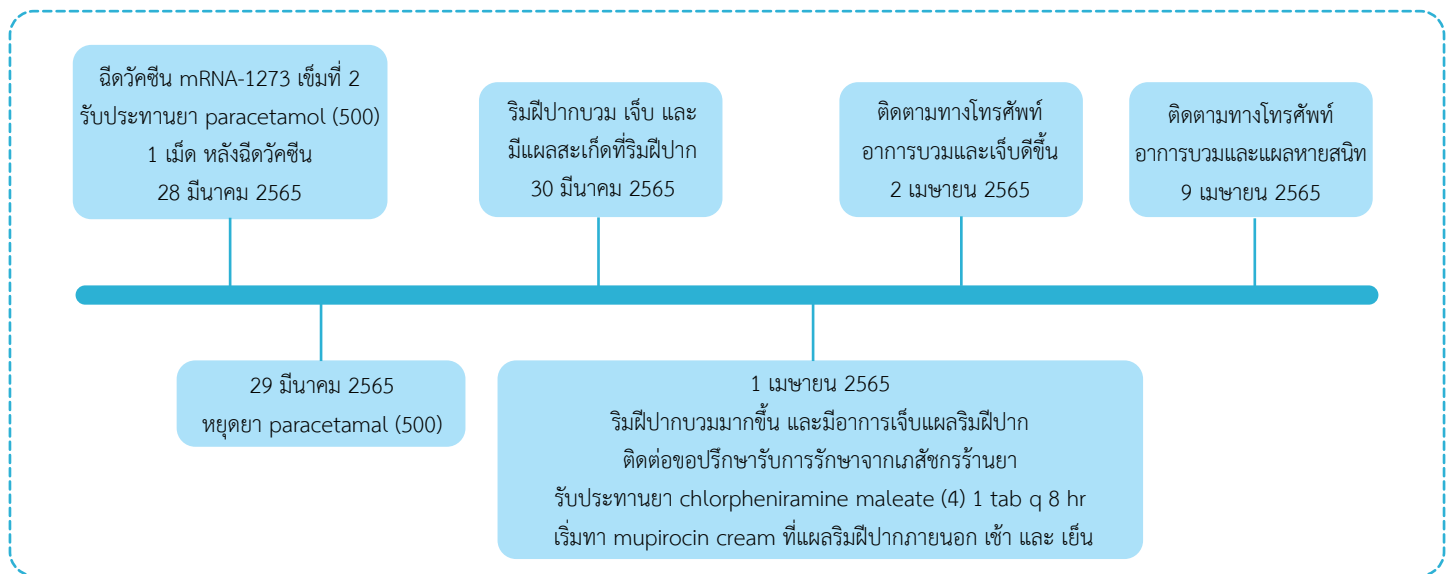 ฉีดวัคซีน mRNA-1273 เข็มที่ 2
รับประทานยา paracetamol (500)
1 เม็ด หลังฉีดวัคซีน
28 มีนาคม 2565
ริมฝีปากบวม เจ็บ และ
มีแผลสะเก็ดที่ริมฝีปาก
30 มีนาคม 2565
ติดตามทางโทรศัพท์
อาการบวมและเจ็บดีขึ้น
2 เมษายน 2565
ติดตามทางโทรศัพท์
อาการบวมและแผลหายสนิท
9 เมษายน 2565
29 มีนาคม 2565
หยุดยา paracetamal (500)
1 เมษายน 2565
ริมฝีปากบวมมากขึ้น และมีอาการเจ็บแผลริมฝีปาก
ติดต่อขอปรึกษารับการรักษาจากเภสัชกรร้านยา
รับประทานยา chlorpheniramine maleate (4) 1 tab q 8 hr
เริ่มทา mupirocin cream ที่แผลริมฝีปากภายนอก เช้า และ เย็น